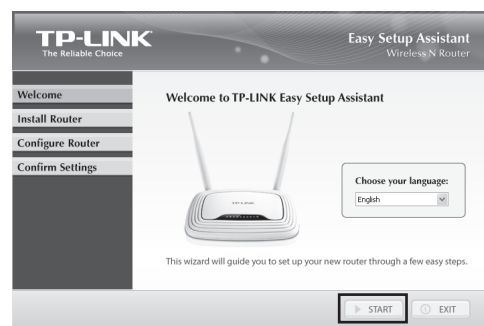 TP-LINK
The Reliable Choice
Easy Setup Assistant
Wireless N Router
Welcome
Install Router
Configure Router
Confirm Settings
Welcome to TP-LINK Easy Setup Assistant
TP-LINK
Choose your language:
English
This wizard will guide you to set up your new router through a few easy steps.
START
EXIT